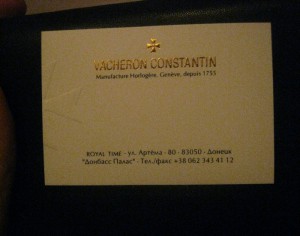 VACHERON CONSTANTIN
Manufacture Horlogère, Genève, depuis 1755
ROYAL TIME · ул. Артёма · 80 · 83050 · Донецк
"Донбасс Палас" · Тел./факс +38 062 343 41 12